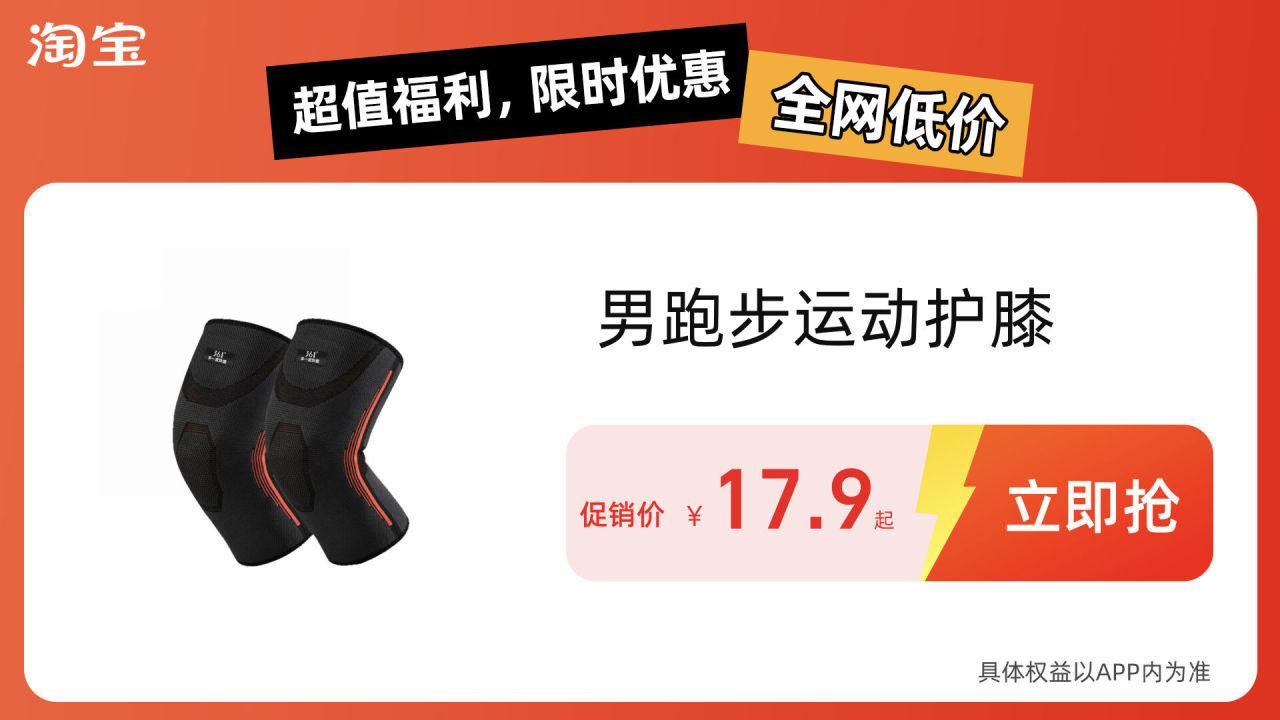 淘宝
超值福利，限时优惠
全网低价
361°
361°
男跑步运动护膝
促销价 ¥ 17.9起
立即抢
具体权益以APP内为准